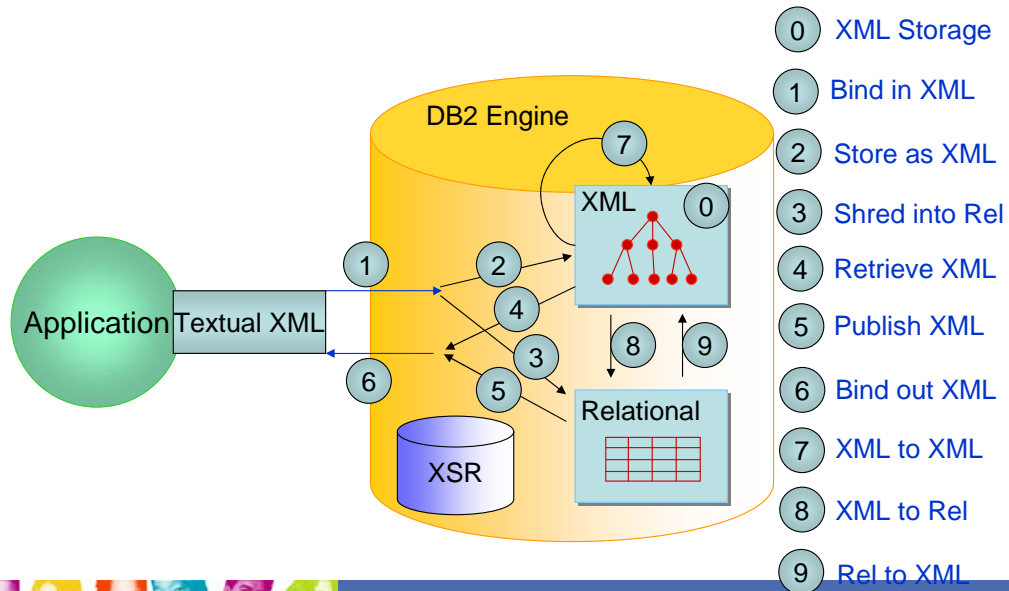 DB2 Engine
7
XML
0
1
2
4
Application
Textual XML
3
8
9
6
5
Relational
XSR
0 XML Storage
1 Bind in XML
2 Store as XML
3 Shred into Rel
4 Retrieve XML
5 Publish XML
6 Bind out XML
7 XML to XML
8 XML to Rel
9 Rel to XML